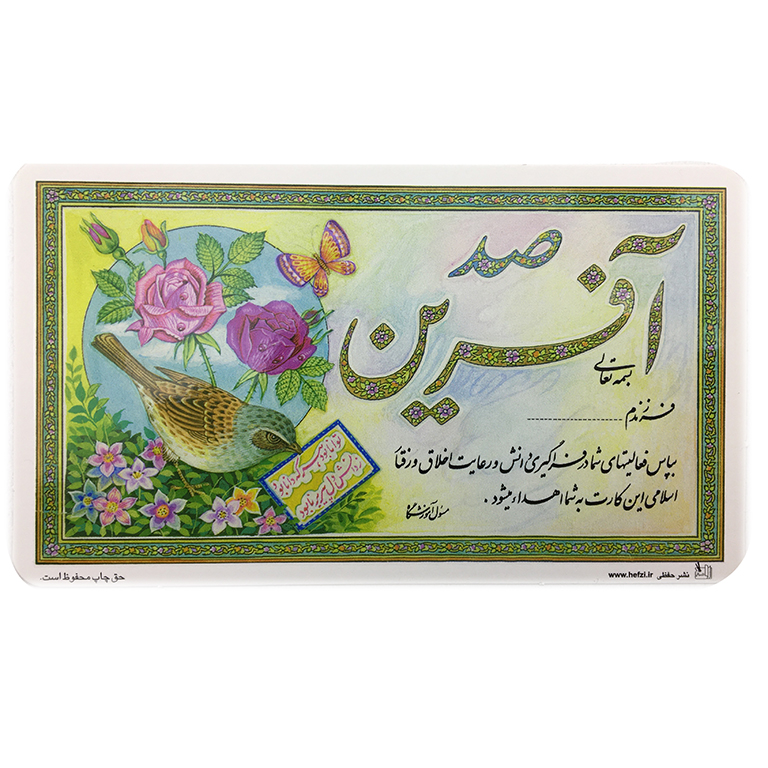 صد
آفرین
بسمه تعالی
فرزندم ............
بپاس فعالیتهای شما در فراگیری دانش و رعایت اخلاق و رفتار
اسلامی این کارت به شما اهداء میشود .
مسئول آموزشگاه
توانا بود هر که دانا بود
ز دانش دل پیر برنا بود
نشر حفظی www.hefzi.ir
حق چاپ محفوظ است.